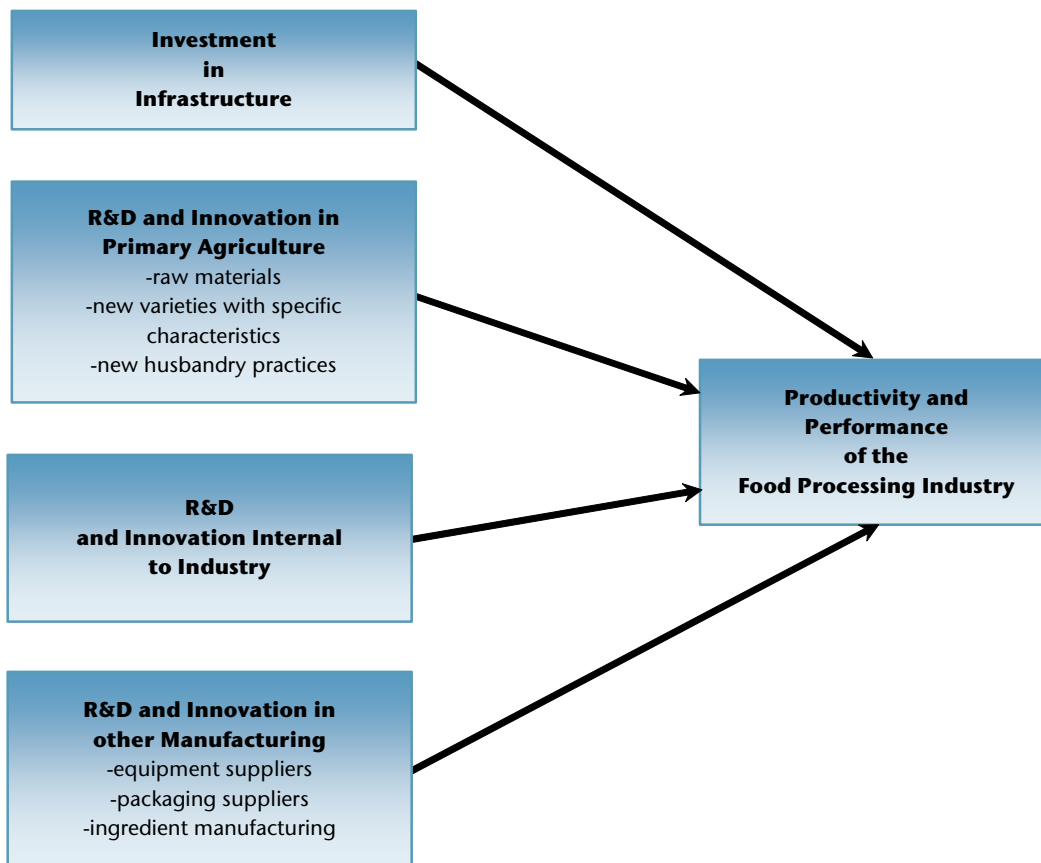 Investment
in
Infrastructure
R&D and Innovation in
Primary Agriculture
-raw materials
-new varieties with specific
characteristics
-new husbandry practices
R&D
and Innovation Internal
to Industry
R&D and Innovation in
other Manufacturing
-equipment suppliers
-packaging suppliers
-ingredient manufacturing
Productivity and
Performance
of the
Food Processing Industry